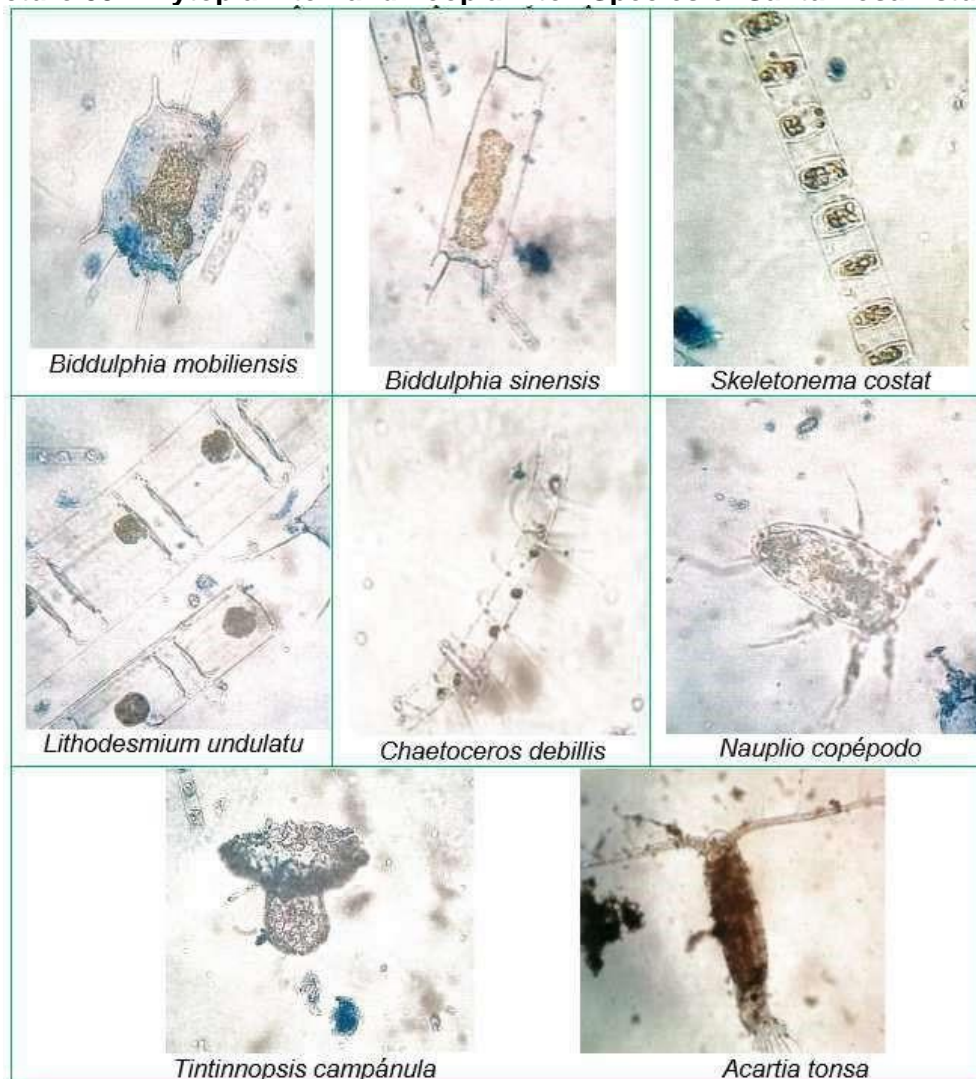 Biddulphia mobiliensis
Biddulphia sinensis
Skeletonema costat
Lithodesmium undulatu
Chaetoceros debillis
Nauplio copépodo
Tintinnopsis campánula
Acartia tonsa